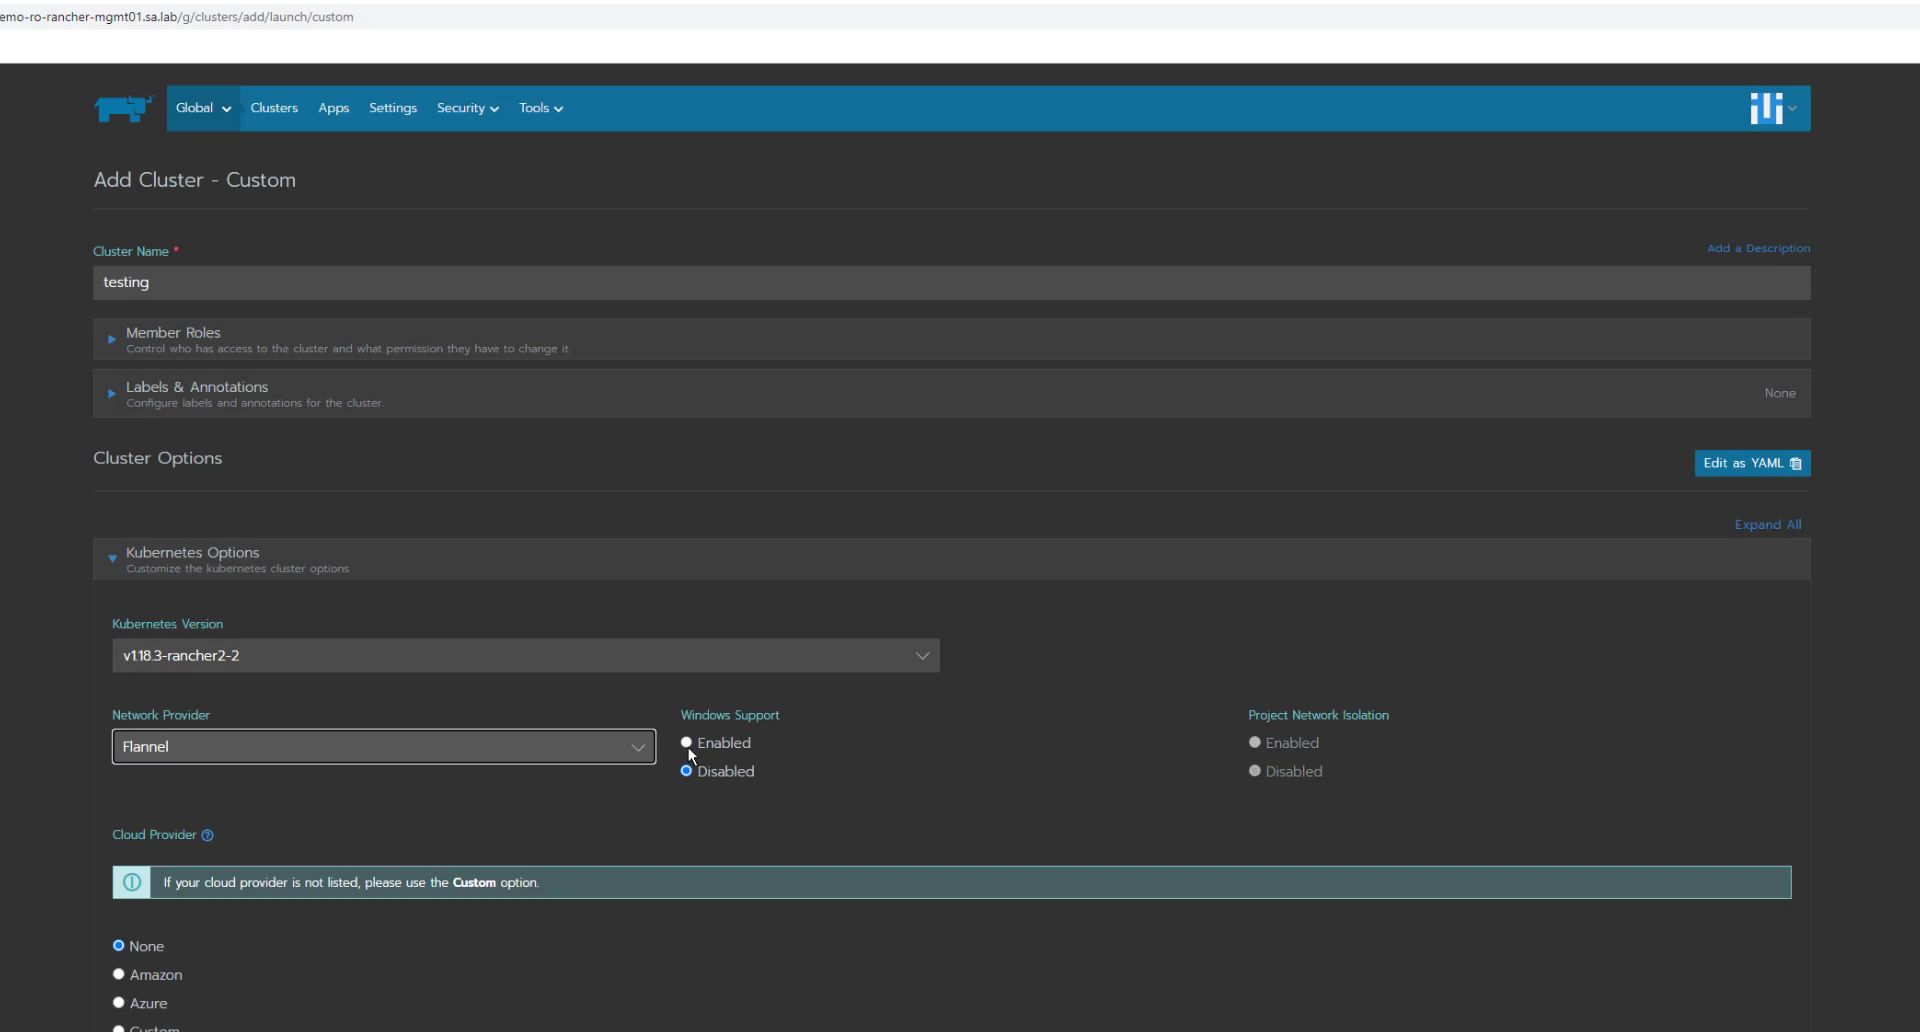 emo-ro-rancher-mgmt01.sa.lab/g/clusters/add/launch/custom
Global Clusters Apps Settings Security Tools
Add Cluster - Custom
Cluster Name *
Add a Description
testing
Member Roles
Control who has access to the cluster and what permission they have to change it.
Labels & Annotations
Configure labels and annotations for the cluster.
None
Cluster Options
Edit as YAML
Expand All
Kubernetes Options
Customize the kubernetes cluster options
Kubernetes Version
v1.18.3-rancher2-2
Network Provider
Windows Support
Project Network Isolation
Flannel
Enabled
Enabled
Disabled
Disabled
Cloud Provider
If your cloud provider is not listed, please use the Custom option.
None
Amazon
Azure
Custom